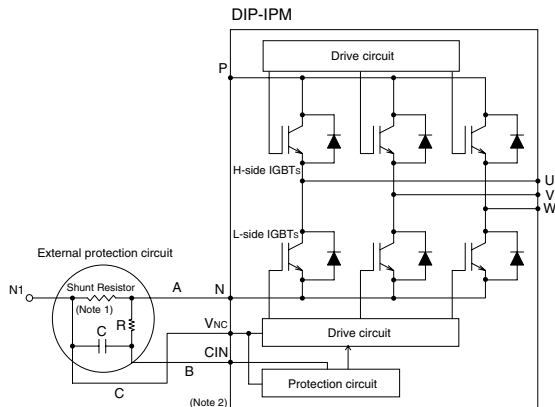 DIP-IPM
Drive circuit
P
H-side IGBTs
U
V
W
L-side IGBTs
External protection circuit
Shunt Resistor
A
N
N1
(Note 1)
R
VNC
Drive circuit
C
CIN
B
C
Protection circuit
(Note 2)